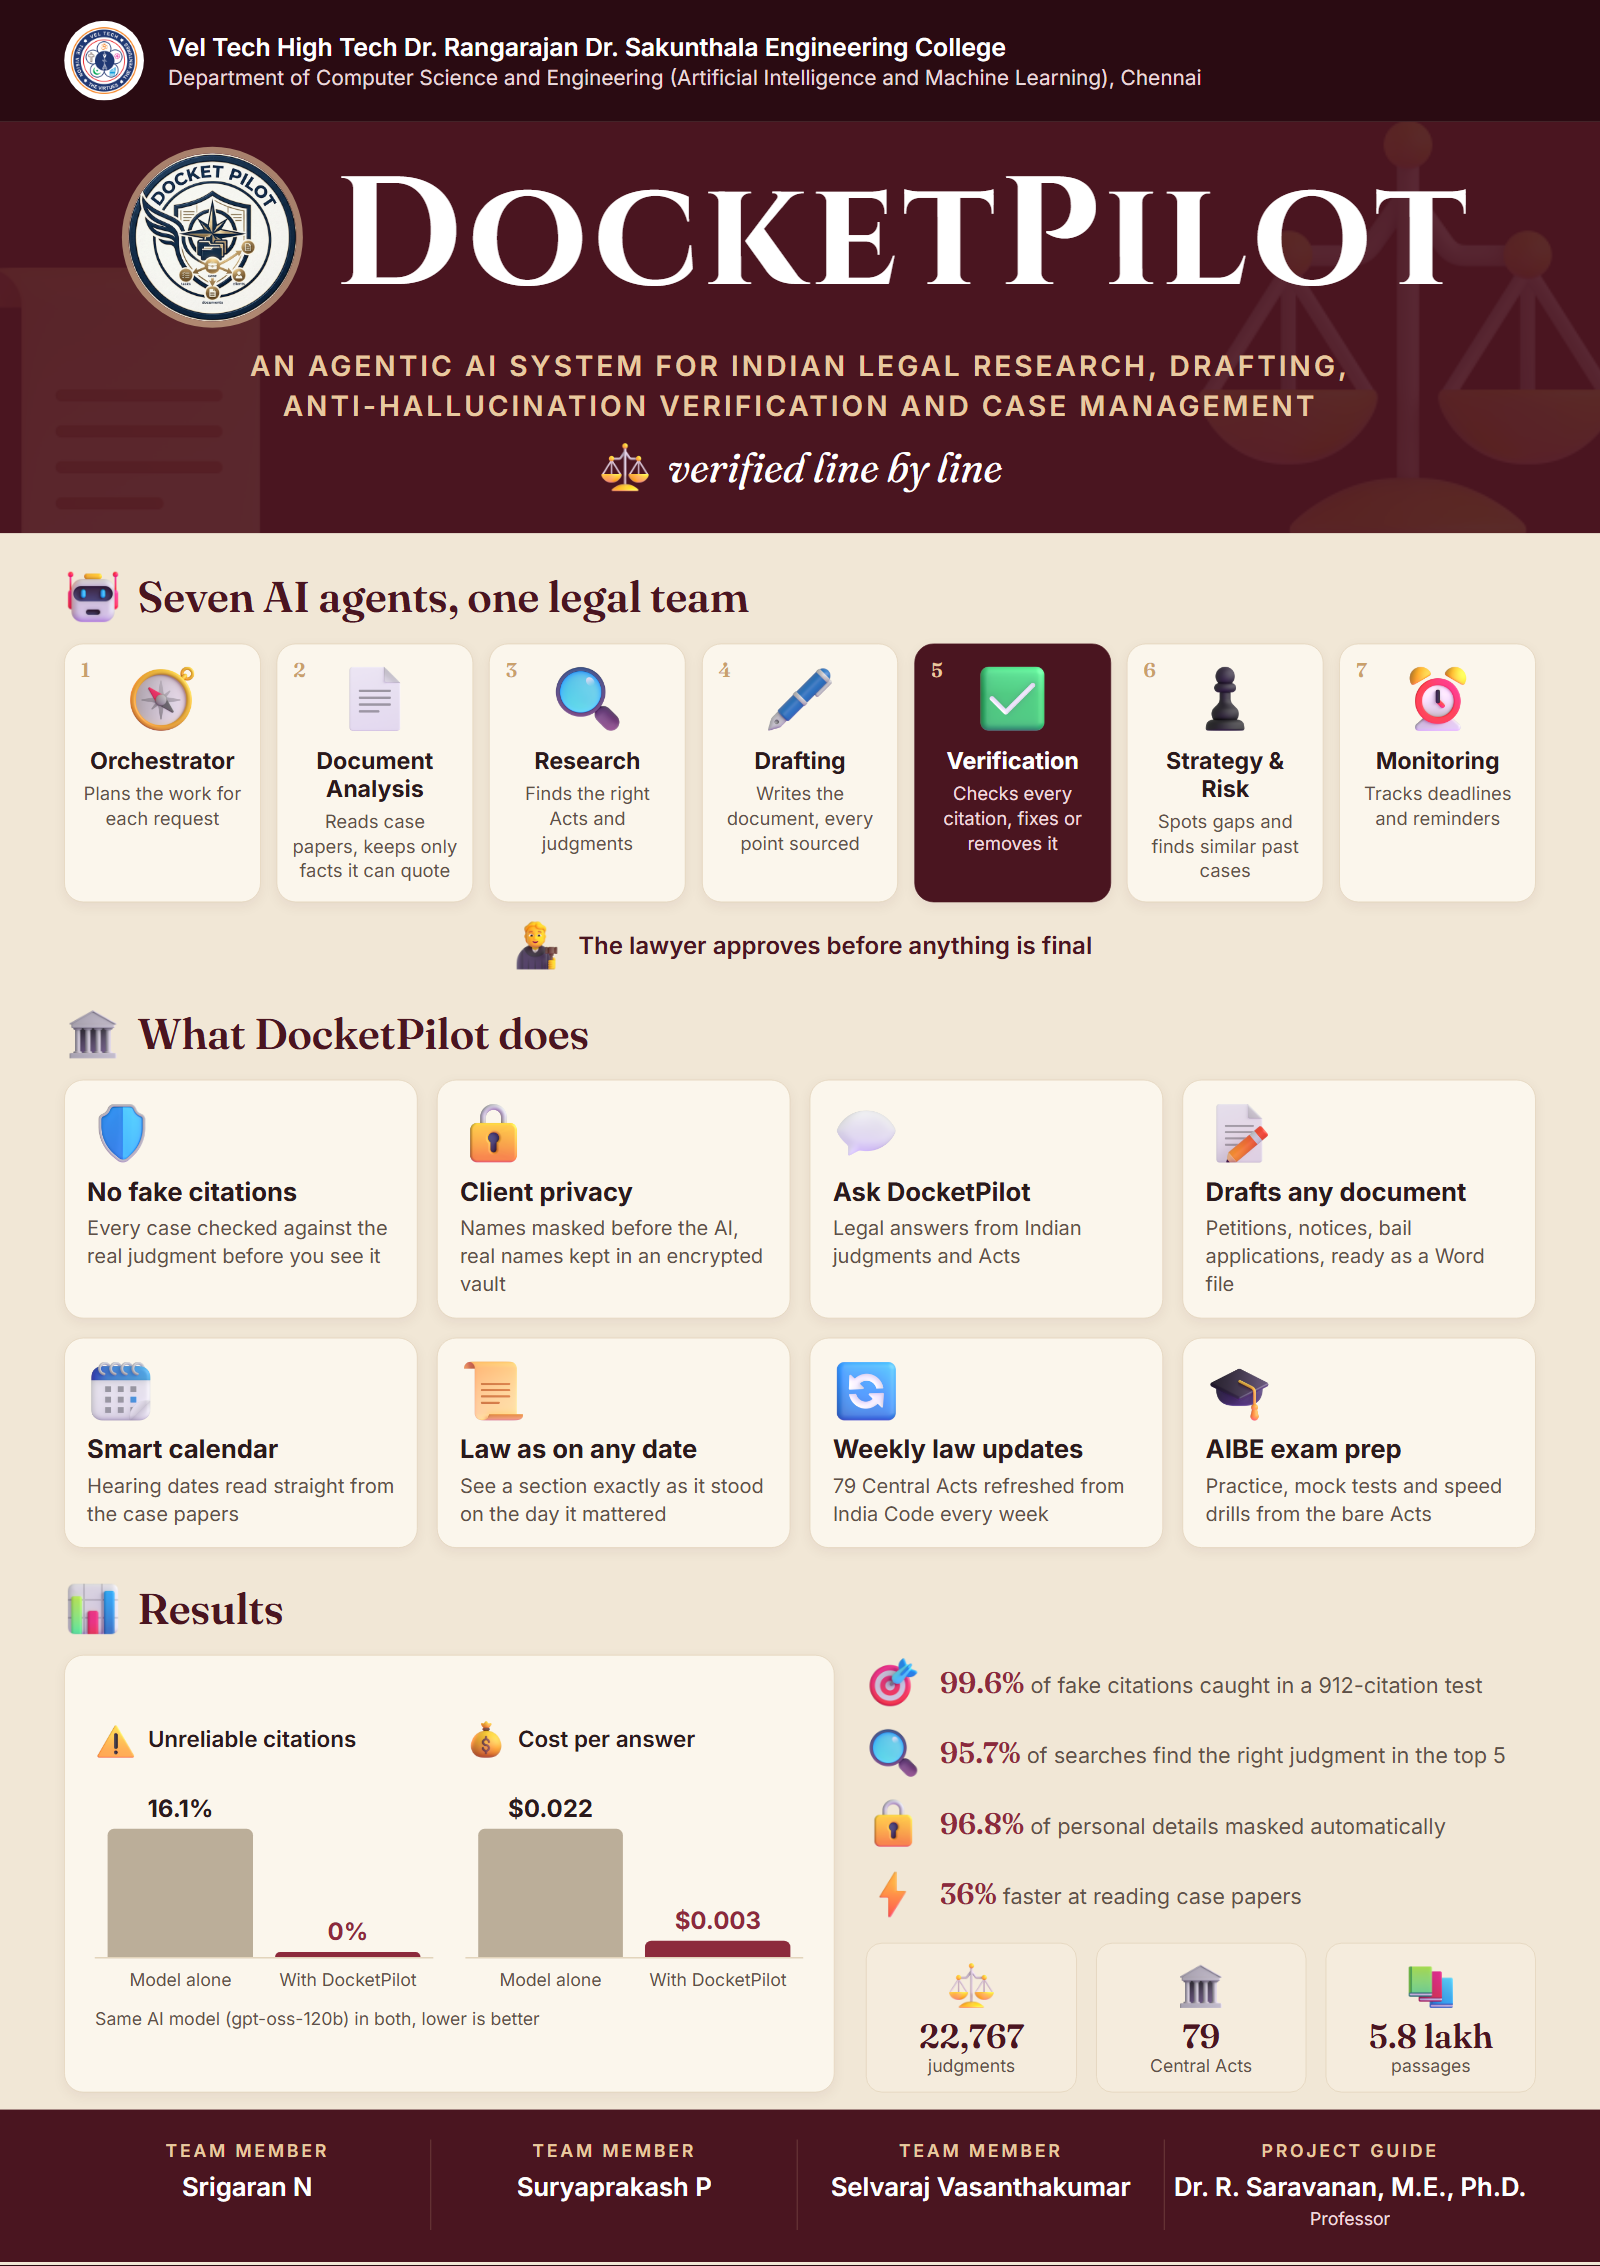 Vel Tech High Tech Dr. Rangarajan Dr. Sakunthala Engineering College
Department of Computer Science and Engineering (Artificial Intelligence and Machine Learning), Chennai
DOCKET PILOT
DOCKETPILOT
AN AGENTIC AI SYSTEM FOR INDIAN LEGAL RESEARCH, DRAFTING,
ANTI-HALLUCINATION VERIFICATION AND CASE MANAGEMENT
verified line by line
Seven AI agents, one legal team
1
Orchestrator
Plans the work for
each request
2
Document
Analysis
Reads case
papers, keeps only
facts it can quote
3
Research
Finds the right
Acts and
judgments
4
Drafting
Writes the
document, every
point sourced
5
Verification
Checks every
citation, fixes or
removes it
6
Strategy &
Risk
Spots gaps and
finds similar past
cases
7
Monitoring
Tracks deadlines
and reminders
The lawyer approves before anything is final
What DocketPilot does
No fake citations
Every case checked against the
real judgment before you see it
Client privacy
Names masked before the AI,
real names kept in an encrypted
vault
Ask DocketPilot
Legal answers from Indian
judgments and Acts
Drafts any document
Petitions, notices, bail
applications, ready as a Word
file
Smart calendar
Hearing dates read straight from
the case papers
Law as on any date
See a section exactly as it stood
on the day it mattered
Weekly law updates
79 Central Acts refreshed from
India Code every week
AIBE exam prep
Practice, mock tests and speed
drills from the bare Acts
Results
Unreliable citations
16.1%
0%
Model alone
With DocketPilot
Cost per answer
$0.022
$0.003
Model alone
With DocketPilot
Same AI model (gpt-oss-120b) in both, lower is better
99.6% of fake citations caught in a 912-citation test
95.7% of searches find the right judgment in the top 5
96.8% of personal details masked automatically
36% faster at reading case papers
22,767
judgments
79
Central Acts
5.8 lakh
passages
TEAM MEMBER
Srigaran N
TEAM MEMBER
Suryaprakash P
TEAM MEMBER
Selvaraj Vasanthakumar
PROJECT GUIDE
Dr. R. Saravanan, M.E., Ph.D.
Professor